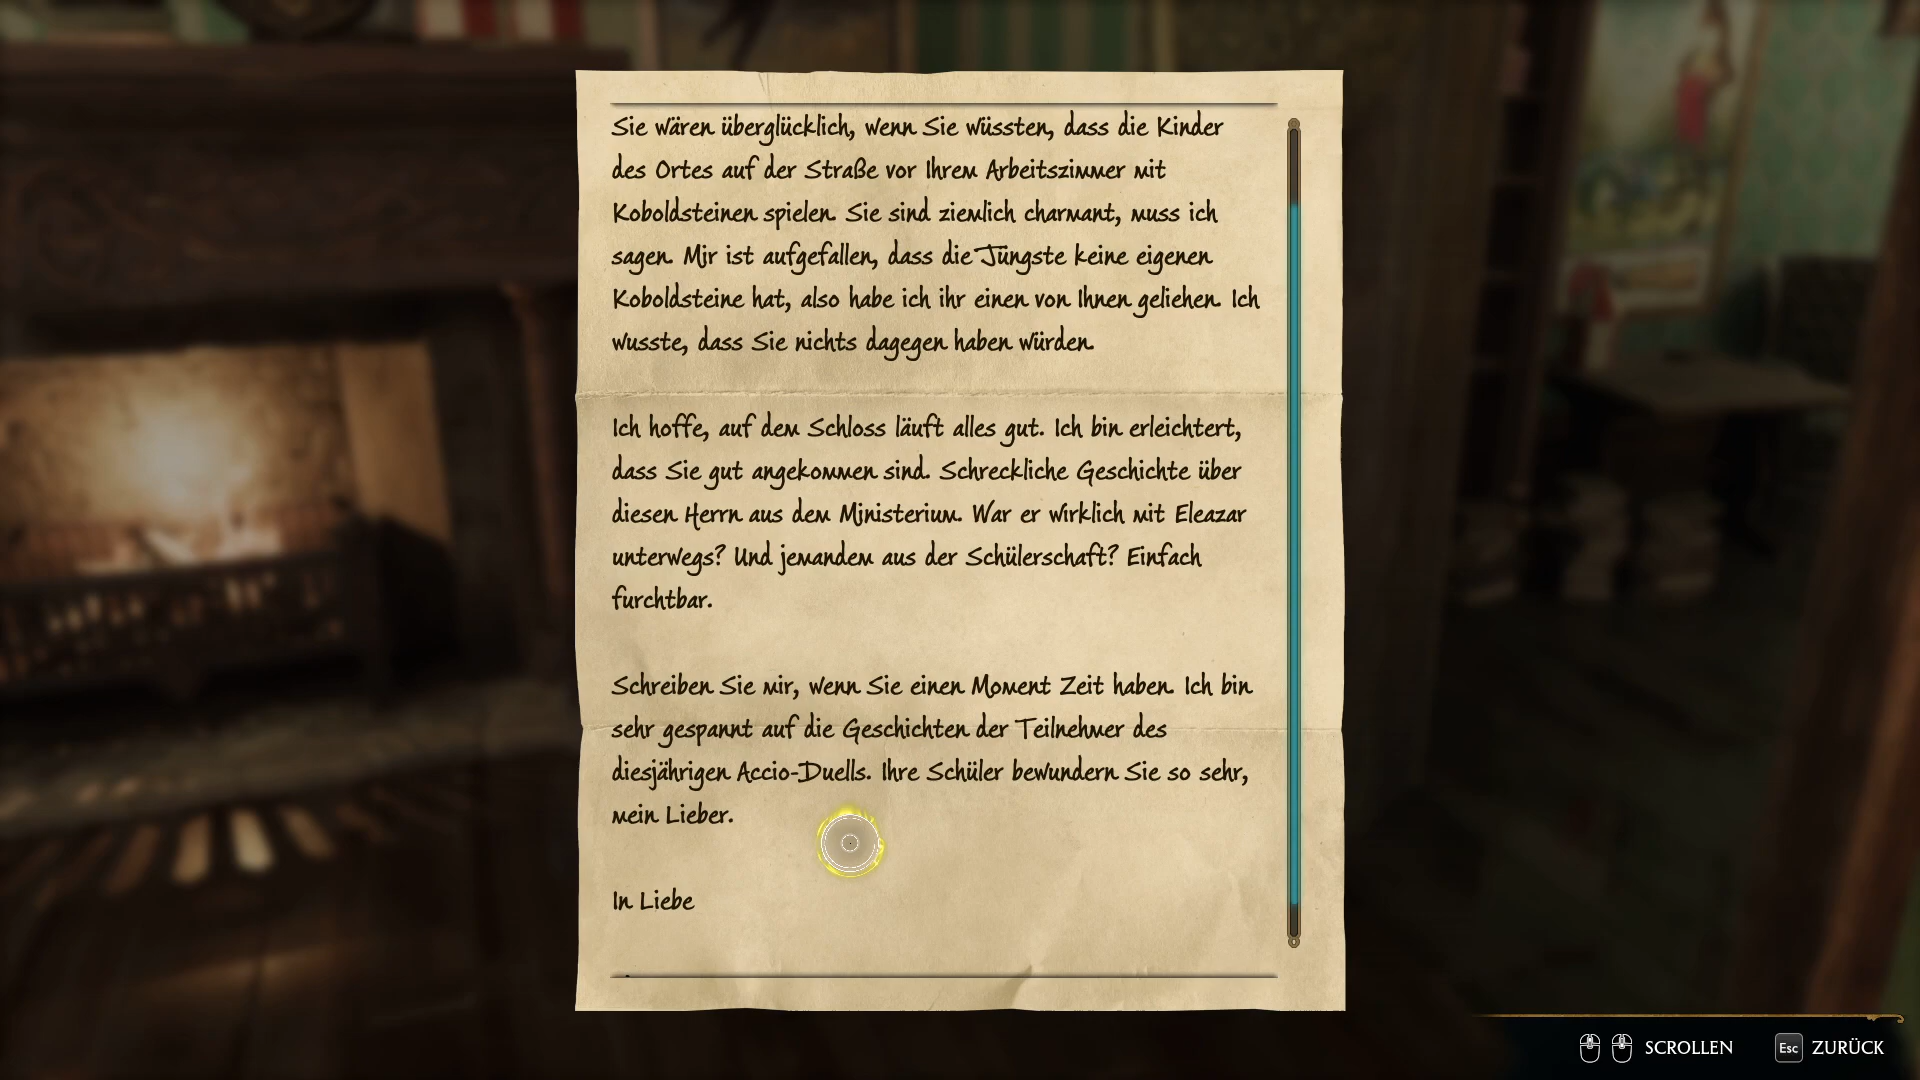 Sie wären überglücklich, wenn Sie wüssten, dass die Kinder
des Ortes auf der Straße vor Ihrem Arbeitszimmer mit
Koboldsteinen spielen. Sie sind ziemlich charmant, muss ich
sagen. Mir ist aufgefallen, dass die Jüngste keine eigenen
Koboldsteine hat, also habe ich ihr einen von Ihnen geliehen. Ich
wusste, dass Sie nichts dagegen haben würden.
Ich hoffe, auf dem Schloss läuft alles gut. Ich bin erleichtert,
dass Sie gut angekommen sind. Schreckliche Geschichte über
diesen Herrn aus dem Ministerium. War er wirklich mit Eleazar
unterwegs? Und jemandem aus der Schülerschaft? Einfach
furchtbar.
Schreiben Sie mir, wenn Sie einen Moment Zeit haben. Ich bin
sehr gespannt auf die Geschichten der Teilnehmer des
diesjährigen Accio-Duells. Ihre Schüler bewundern Sie so sehr,
mein Lieber.
In Liebe
SCROLLEN
Esc ZURÜCK